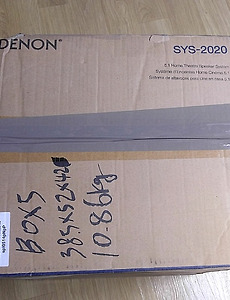 DENON®
SYS-2020
5.1 Home Theatre Speaker System
Système d'Enceintes Home Cinéma 5.1
BOX5
38.5X52X42
10.86kg